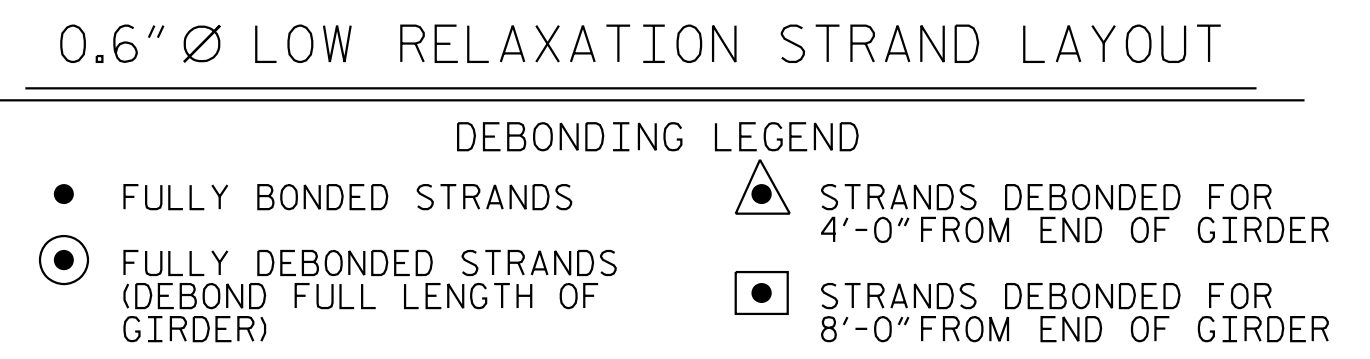 0.6"Ø LOW RELAXATION STRAND LAYOUT
DEBONDING LEGEND
FULLY BONDED STRANDS
FULLY DEBONDED STRANDS
(DEBOND FULL LENGTH OF
GIRDER)
STRANDS DEBONDED FOR
4'-0"FROM END OF GIRDER
STRANDS DEBONDED FOR
8'-0"FROM END OF GIRDER